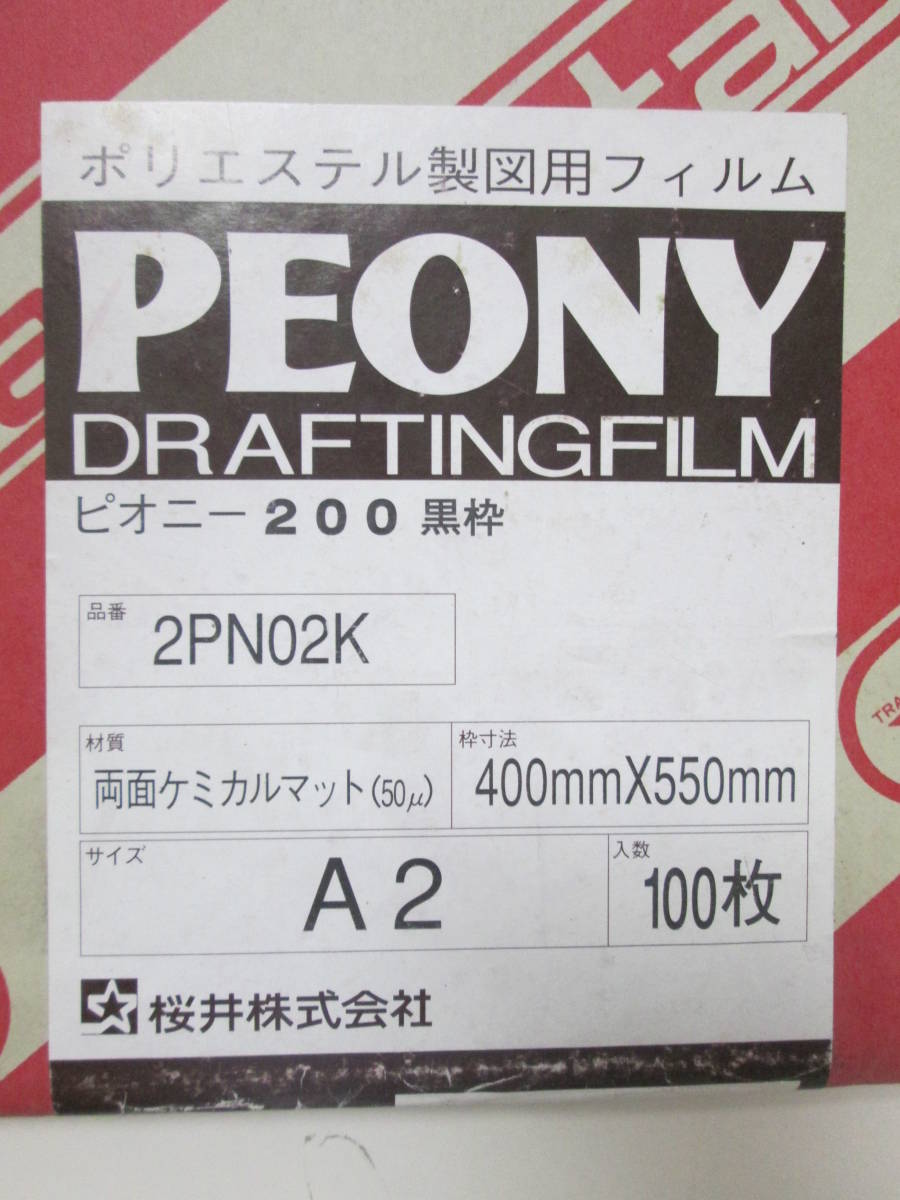 ポリエステル製図用フィルム
PEONY
DRAFTINGFILM
ピオニー200黒枠
品番
2PN02K
材質
両面ケミカルマット(50μ)
枠寸法
400mmX550mm
サイズ
A2
入数
100枚
桜井株式会社